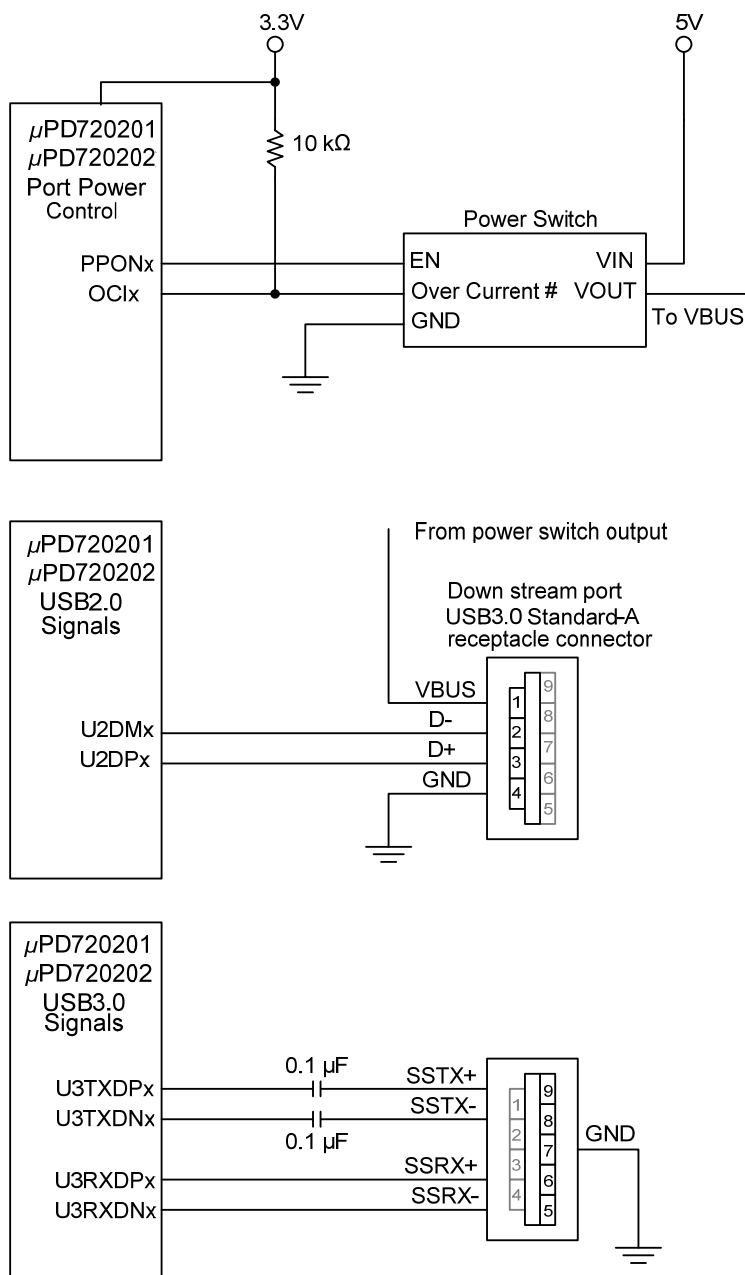 3.3V
5V
µPD720201
µPD720202
Port Power
Control
10 kΩ
Power Switch
PPONx
EN
VIN
OCIx
Over Current #
VOUT
GND
To VBUS
µPD720201
µPD720202
USB2.0
Signals
From power switch output
Down stream port
USB3.0 Standard-A
receptacle connector
VBUS
U2DMx
D-
U2DPx
D+
GND
1
2
3
4
9
8
7
6
5
µPD720201
µPD720202
USB3.0
Signals
0.1 µF
U3TXDPx
SSTX+
U3TXDNx
SSTX-
0.1 µF
U3RXDPx
SSRX+
U3RXDNx
SSRX-
1
2
3
4
9
8
7
6
5
GND